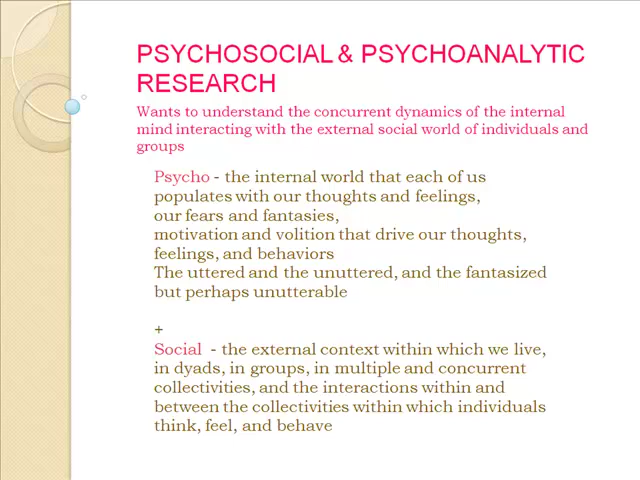 PSYCHOSOCIAL & PSYCHOANALYTIC
RESEARCH
Wants to understand the concurrent dynamics of the internal
mind interacting with the external social world of individuals and
groups
Psycho - the internal world that each of us
populates with our thoughts and feelings,
our fears and fantasies,
motivation and volition that drive our thoughts,
feelings, and behaviors
The uttered and the unuttered, and the fantasized
but perhaps unutterable
+
Social - the external context within which we live,
in dyads, in groups, in multiple and concurrent
collectivities, and the interactions within and
between the collectivities within which individuals
think, feel, and behave